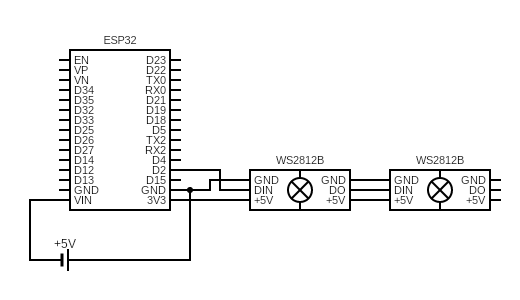 ESP32
EN D23
VP D22
VN TX0
D34 RX0
D35 D21
D32 D19
D33 D18
D25 D5
D26 TX2
D27 RX2
D14 D4
D12 D2
D13 D15
GND GND
VIN 3V3
WS2812B
GND GND
DIN DO
+5V +5V
WS2812B
GND GND
DIN DO
+5V +5V
+5V